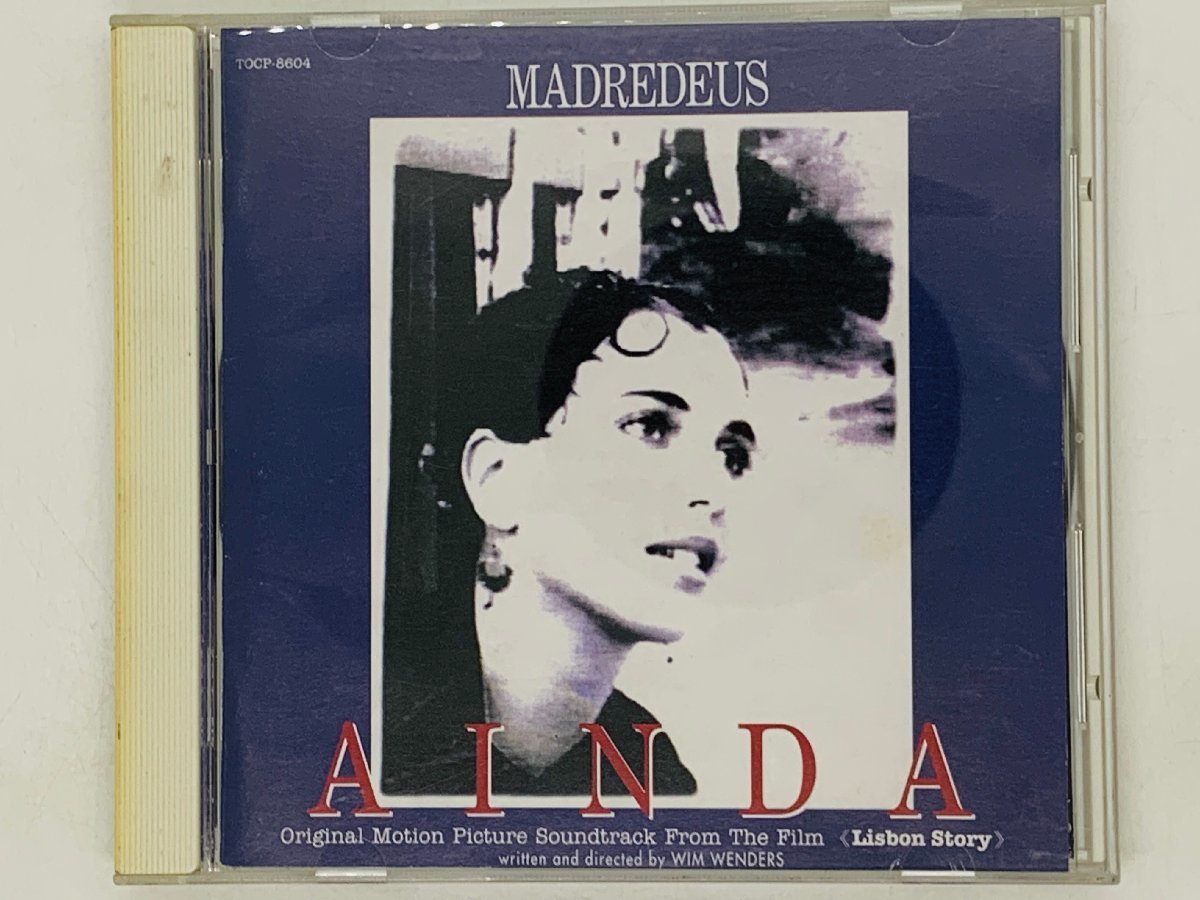 TOCP-8604
MADREDEUS
AINDA
Original Motion Picture Soundtrack From The Film 《Lisbon Story》
written and directed by WIM WENDERS